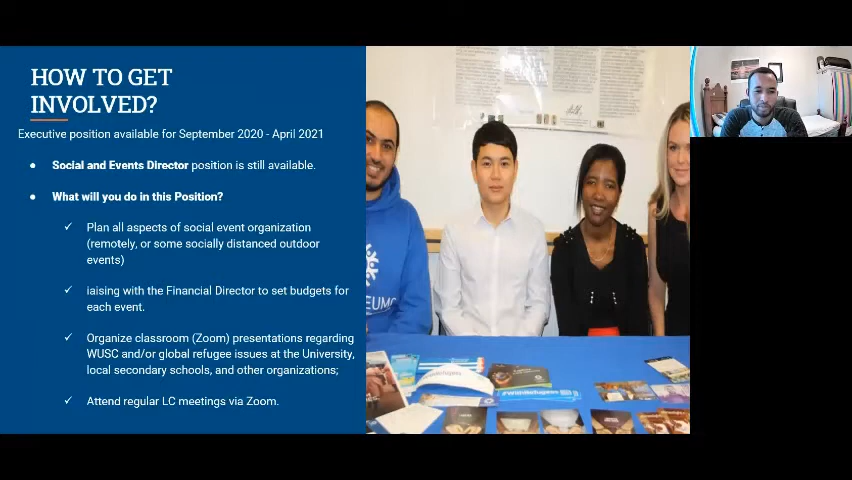 HOW TO GET
INVOLVED?
Executive position available for September 2020 - April 2021
● Social and Events Director position is still available.
● What will you do in this Position?
✓ Plan all aspects of social event organization
(remotely, or some socially distanced outdoor
events)
✓ iaising with the Financial Director to set budgets for
each event.
✓ Organize classroom (Zoom) presentations regarding
WUSC and/or global refugee issues at the University,
local secondary schools, and other organizations;
✓ Attend regular LC meetings via Zoom.